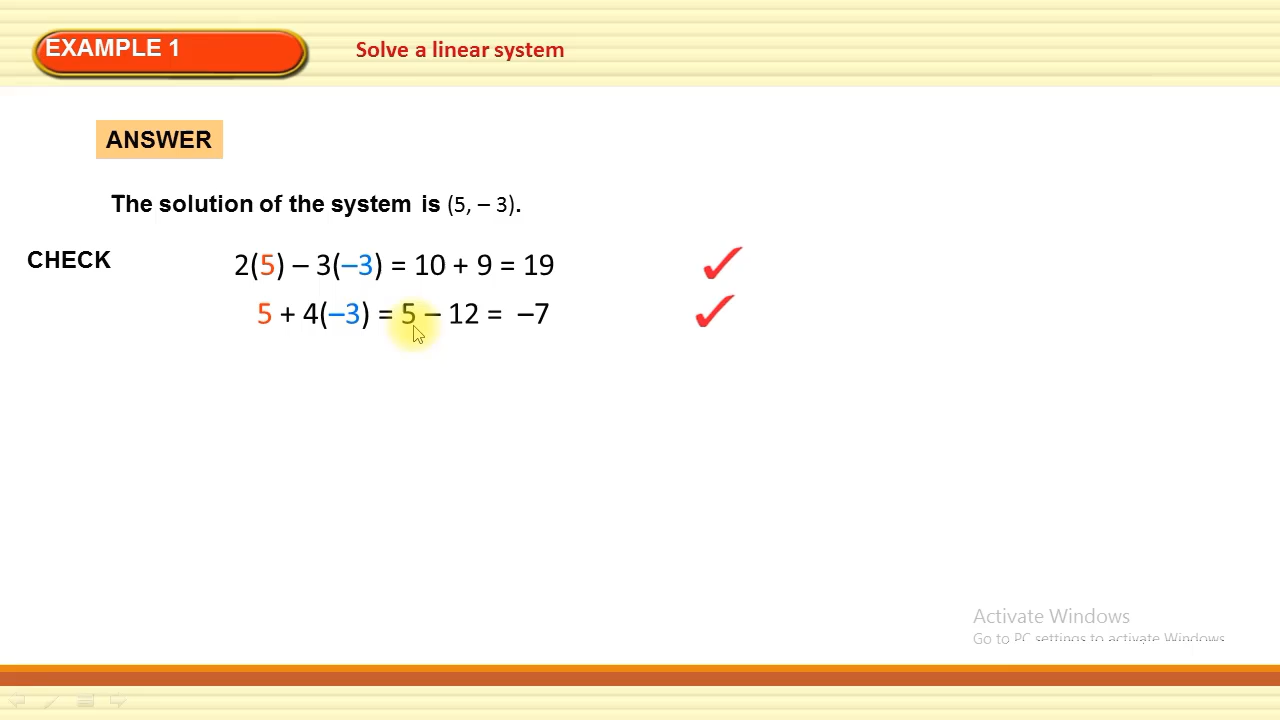 EXAMPLE 1
Solve a linear system
ANSWER
The solution of the system is (5, – 3).
CHECK
2(5) – 3(–3) = 10 + 9 = 19
5 + 4(–3) = 5 – 12 = –7
Activate Windows
Go to PC settings to activate Windows